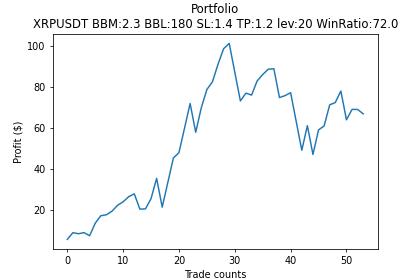 Portfolio
XRPUSDT BBM:2.3 BBL:180 SL:1.4 TP:1.2 lev:20 WinRatio:72.0
100
80
60
40
20
Profit ($)
0 10 20 30 40 50
Trade counts